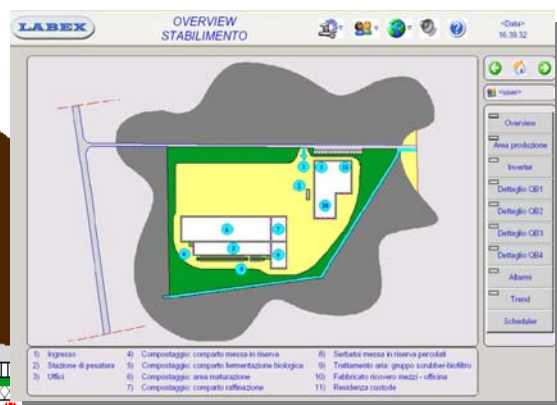 LABEX
OVERVIEW
STABILIMENTO
<Data>
16.39.32
<user>
Overview
Area produzione
Inverter
Dettaglio QB1
Dettaglio QB2
Dettaglio QB3
Dettaglio QB4
Allarmi
Trend
Scheduler
1) Ingresso
2) Stazione di pesatura
3) Uffici
4) Compostaggio: comparto messa in riserva
5) Compostaggio: comparto fermentazione biologica
6) Compostaggio: area maturazione
7) Compostaggio: comparto raffinazione
8) Serbatoi messa in riserva percolati
9) Trattamento aria: gruppo scrubber-biofiltro
10) Fabbricato ricovero mezzi - officina
11) Residenza custode